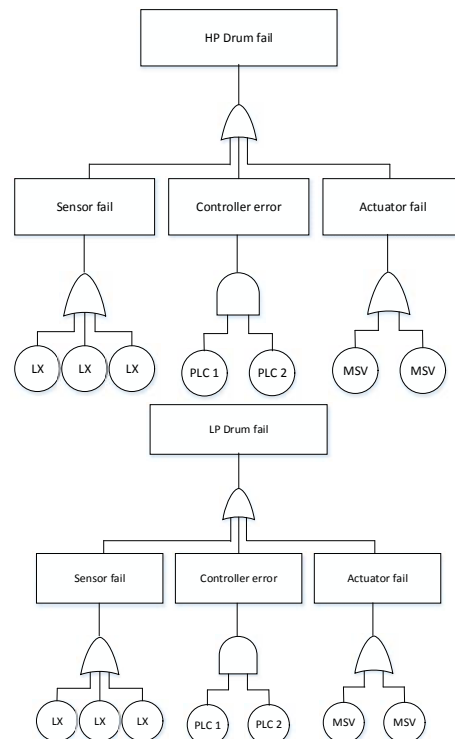 HP Drum fail
Sensor fail
Controller error
Actuator fail
LX
LX
LX
PLC 1
PLC 2
MSV
MSV
LP Drum fail
Sensor fail
Controller error
Actuator fail
LX
LX
LX
PLC 1
PLC 2
MSV
MSV